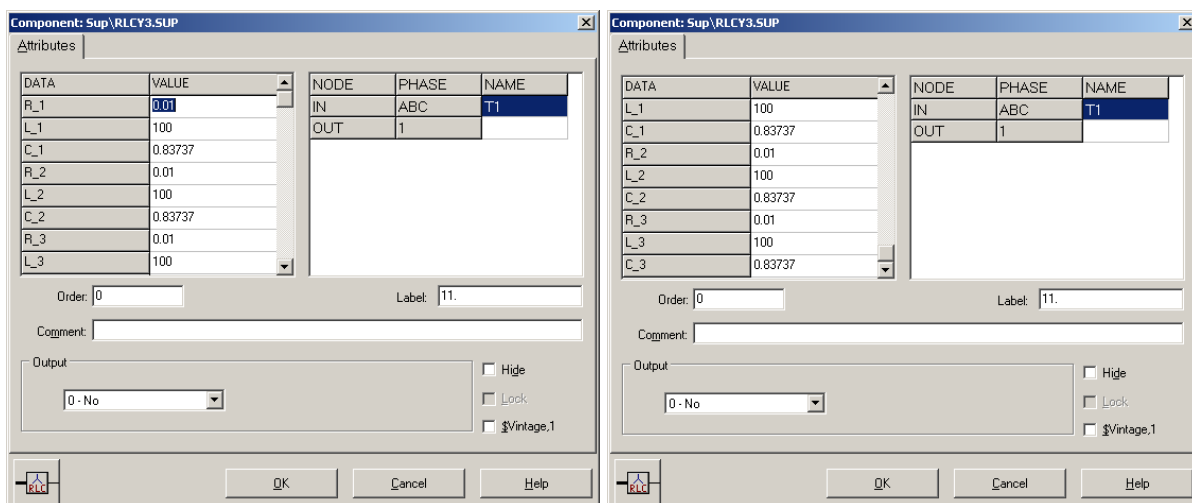 Component: Sup\RLCY3.SUP
Attributes
DATA VALUE
R_1 0.01
L_1 100
C_1 0.83737
R_2 0.01
L_2 100
C_2 0.83737
R_3 0.01
L_3 100
NODE PHASE NAME
IN ABC T1
OUT 1
Order: 0
Label: 11.
Comment:
Output
0 - No
Hide
Lock
$Vintage,1
RLC
OK
Cancel
Help
Component: Sup\RLCY3.SUP
Attributes
DATA VALUE
L_1 100
C_1 0.83737
R_2 0.01
L_2 100
C_2 0.83737
R_3 0.01
L_3 100
C_3 0.83737
NODE PHASE NAME
IN ABC T1
OUT 1
Order: 0
Label: 11.
Comment:
Output
0 - No
Hide
Lock
$Vintage,1
RLC
OK
Cancel
Help